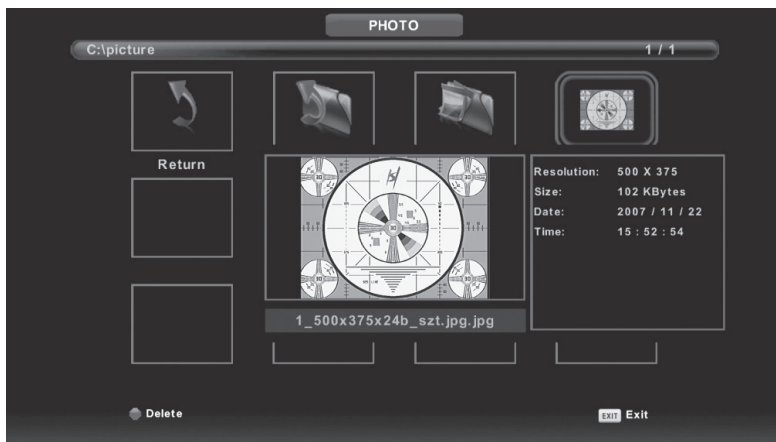 PHOTO
C:\picture 1 / 1
Return
Resolution: 500 X 375
Size: 102 KBytes
Date: 2007 / 11 / 22
Time: 15 : 52 : 54
1_500x375x24b_szt.jpg.jpg
Delete
EXIT Exit